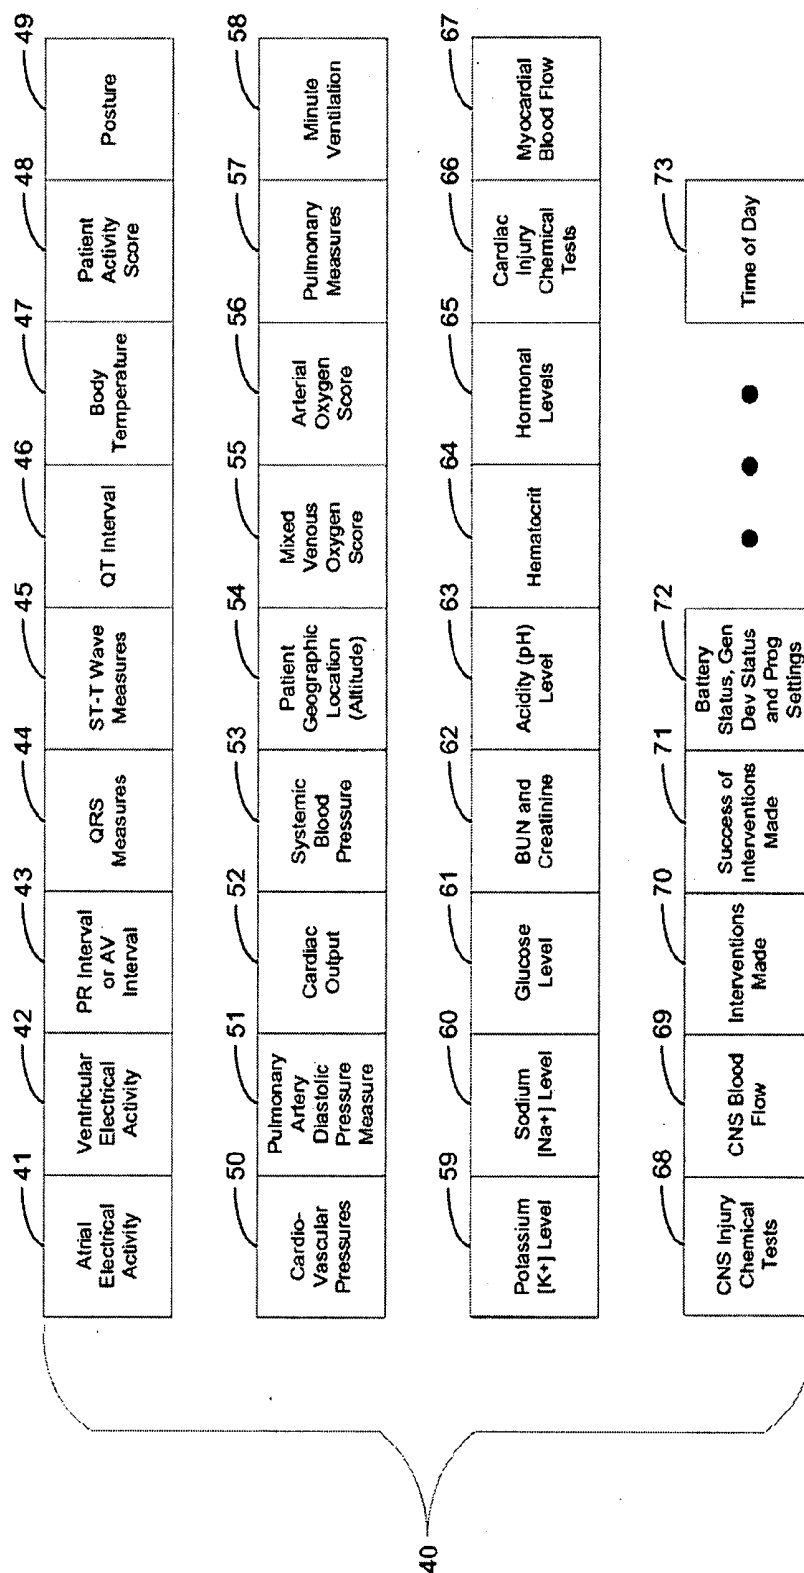 40
41
Atrial
Electrical
Activity
42
Ventricular
Electrical
Activity
43
PR Interval
or AV
Interval
44
QRS
Measures
45
ST-T Wave
Measures
46
QT Interval
47
Body
Temperature
48
Patient
Activity
Score
49
Posture
50
Cardio-
Vascular
Pressures
51
Pulmonary
Artery
Diastolic
Pressure
Measure
52
Cardiac
Output
53
Systemic
Blood
Pressure
54
Patient
Geographic
Location
(Altitude)
55
Mixed
Venous
Oxygen
Score
56
Arterial
Oxygen
Score
57
Pulmonary
Measures
58
Minute
Ventilation
59
Potassium
[K+] Level
60
Sodium
[Na+] Level
61
Glucose
Level
62
BUN and
Creatinine
63
Acidity (pH)
Level
64
Hematocrit
65
Hormonal
Levels
66
Cardiac
Injury
Chemical
Tests
67
Myocardial
Blood Flow
68
CNS Injury
Chemical
Tests
69
CNS Blood
Flow
70
Interventions
Made
71
Success of
Interventions
Made
72
Battery
Status, Gen
Dev Status
and Prog
Settings
73
Time of Day